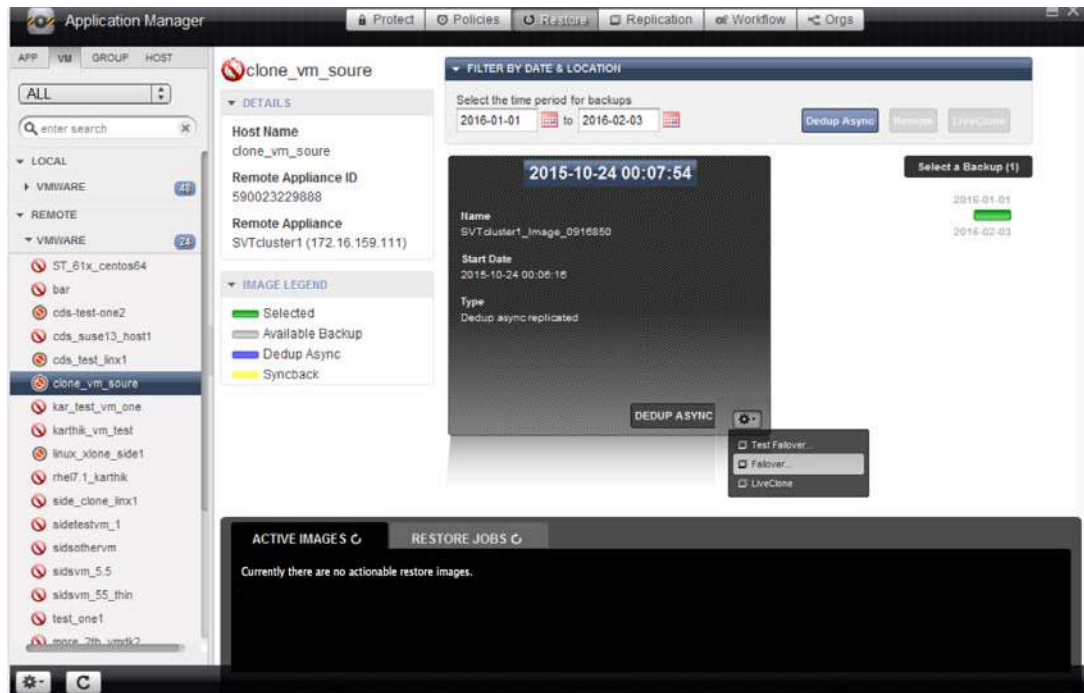 Application Manager
Protect
Policies
Restore
Replication
Workflow
Orgs
APP VM GROUP HOST
ALL
enter search
LOCAL
VMWARE
REMOTE
VMWARE 24
ST_61x_centos64
bar
cds-test-one2
cds_suse13_host1
cds_test_linx1
clone_vm_soure
kar_test_vm_one
karthik_vm_test
linux_xlone_side1
rhel7.1_karthik
side_clone_linx1
sidetestvm_1
sidsothervm
sidsvm_5.5
sidsvm_55_thin
test_one1
clone_vm_soure
DETAILS
Host Name
clone_vm_soure
Remote Appliance ID
590023229888
Remote Appliance
SVTcluster1 (172.16.159.111)
IMAGE LEGEND
Selected
Available Backup
Dedup Async
Syncback
FILTER BY DATE & LOCATION
Select the time period for backups
2016-01-01 to 2016-02-03
Dedup Async
Remote
LiveClone
2015-10-24 00:07:54
Name
SVTcluster1_Image_0916850
Start Date
2015-10-24 00:06:16
Type
Dedup async replicated
DEDUP ASYNC
Test Failover...
Failover...
LiveClone
Select a Backup (1)
2016-01-01
2016-02-03
ACTIVE IMAGES
RESTORE JOBS
Currently there are no actionable restore images.